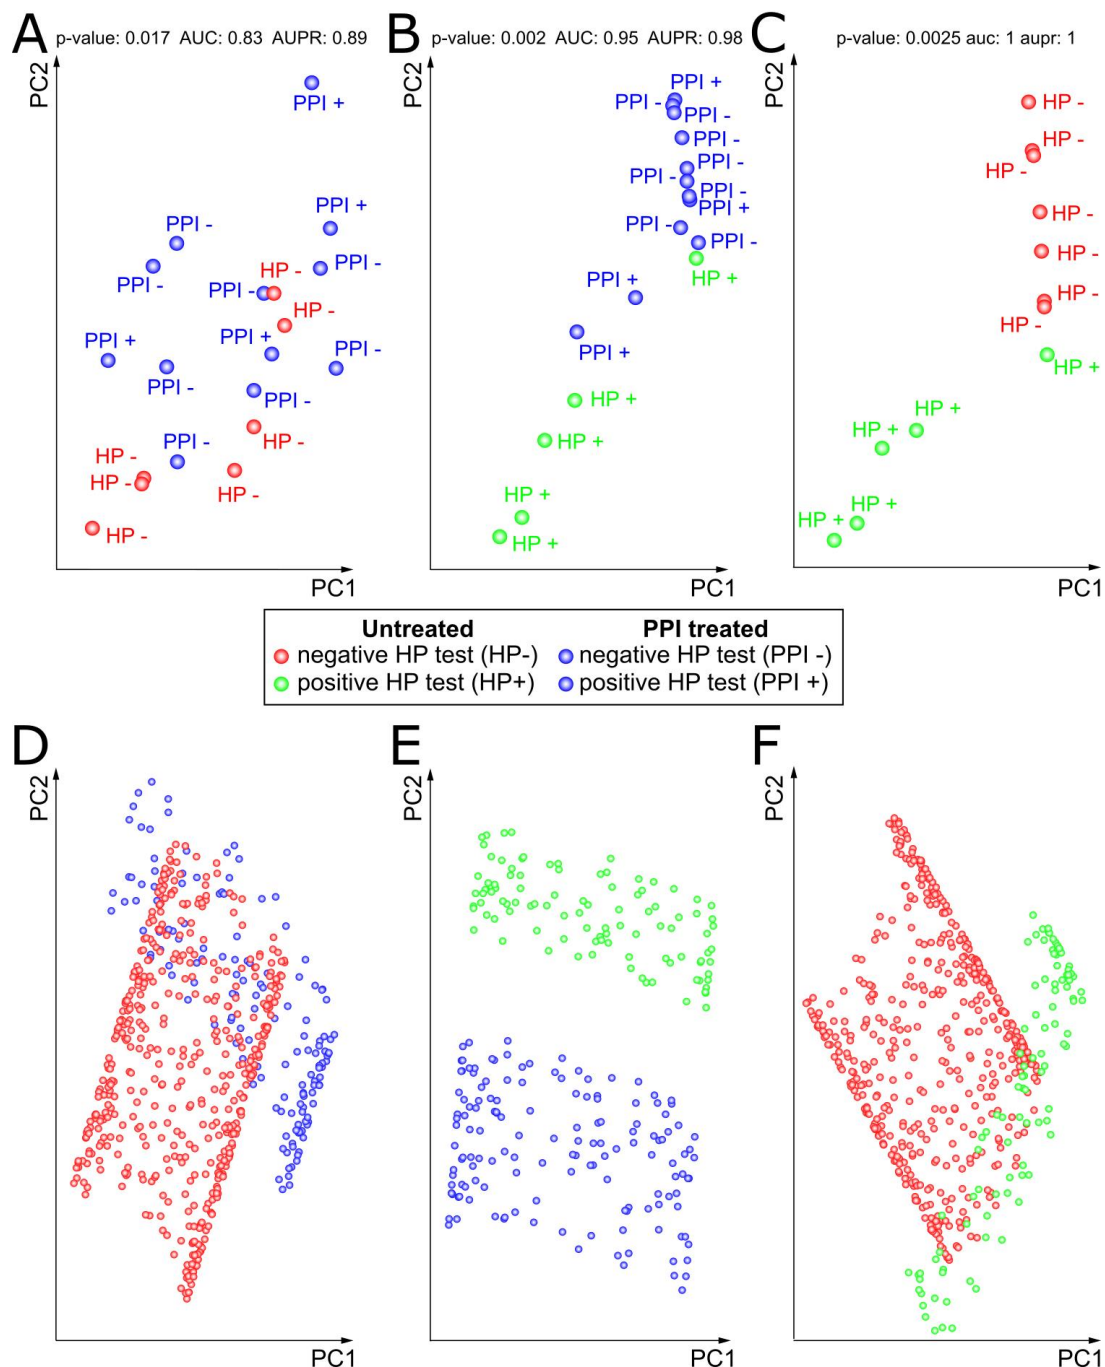 A
p-value: 0.017 AUC: 0.83 AUPR: 0.89
PC2
PPI +
PPI +
PPI -
PPI -
PPI -
HP -
PPI -
HP -
PPI +
PPI +
PPI -
PPI -
PPI -
HP -
PPI -
HP -
HP -
HP -
HP -
PC1
B
p-value: 0.002 AUC: 0.95 AUPR: 0.98
PC2
PPI +
PPI -
PPI -
PPI -
PPI -
PPI -
PPI -
PPI +
PPI -
PPI -
HP +
PPI +
PPI +
HP +
HP +
HP +
HP +
PC1
C
p-value: 0.0025 auc: 1 aupr: 1
PC2
HP -
HP -
HP -
HP -
HP -
HP -
HP -
HP +
HP +
HP +
HP +
HP +
PC1
Untreated PPI treated
negative HP test (HP-) negative HP test (PPI -)
positive HP test (HP+) positive HP test (PPI +)
D
PC2
PC1
E
PC2
PC1
F
PC2
PC1